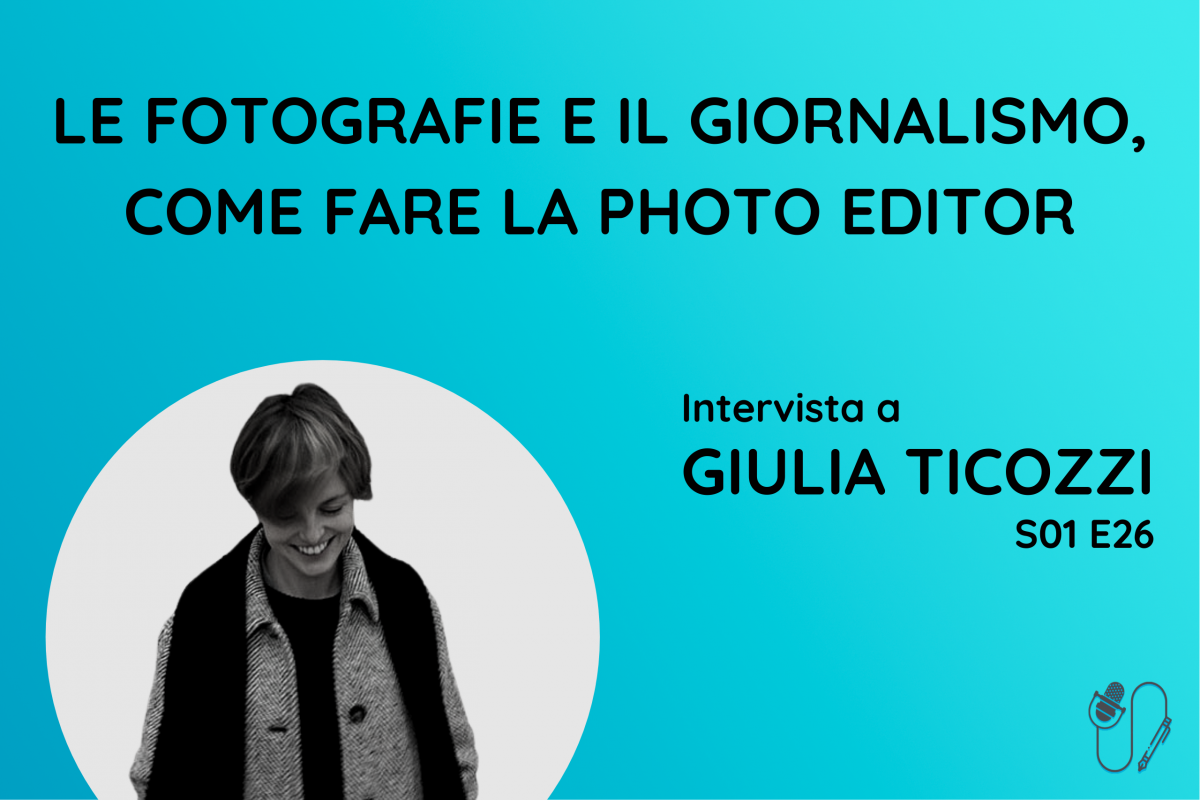 LE FOTOGRAFIE E IL GIORNALISMO,
COME FARE LA PHOTO EDITOR
Intervista a
GIULIA TICOZZI
S01 E26